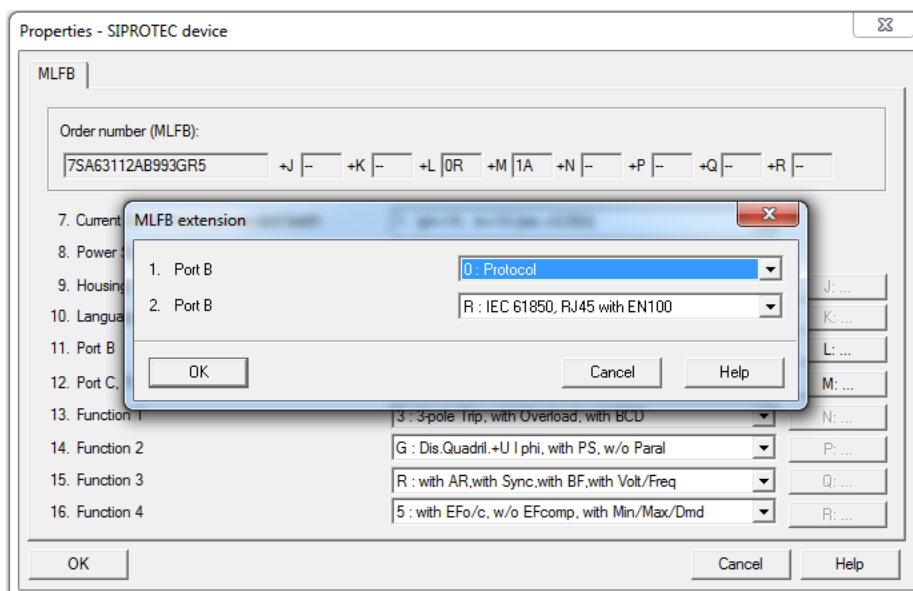 Properties - SIPROTEC device
MLFB
Order number (MLFB):
7SA63112AB993GR5 +J -- +K -- +L 0R +M 1A +N -- +P -- +Q -- +R --
7. Current
8. Power
9. Housing J: ...
10. Langua K: ...
11. Port B L: ...
12. Port C, M: ...
MLFB extension
1. Port B 0 : Protocol
2. Port B R : IEC 61850, RJ45 with EN100
OK Cancel Help
13. Function 1 3 : 3-pole Trip, with Overload, with BCD N: ...
14. Function 2 G : Dis.Quadril.+U I phi, with PS, w/o Paral P: ...
15. Function 3 R : with AR,with Sync,with BF,with Volt/Freq Q: ...
16. Function 4 5 : with EFo/c, w/o EFcomp, with Min/Max/Dmd R: ...
OK Cancel Help